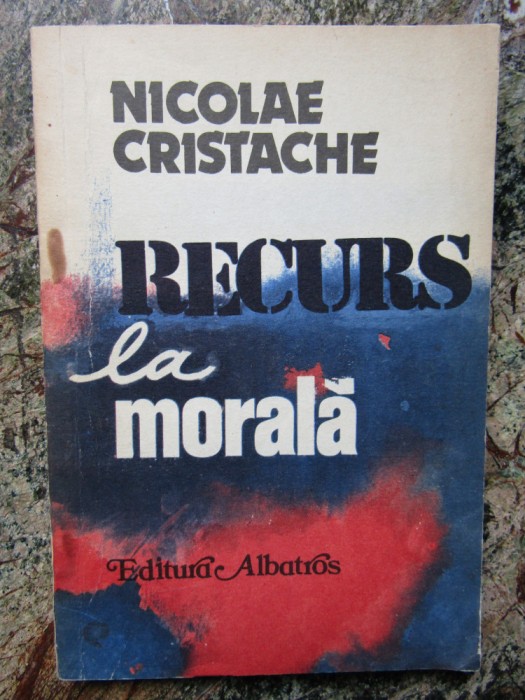 NICOLAE
CRISTACHE
RECURS
la
morală
Editura Albatros